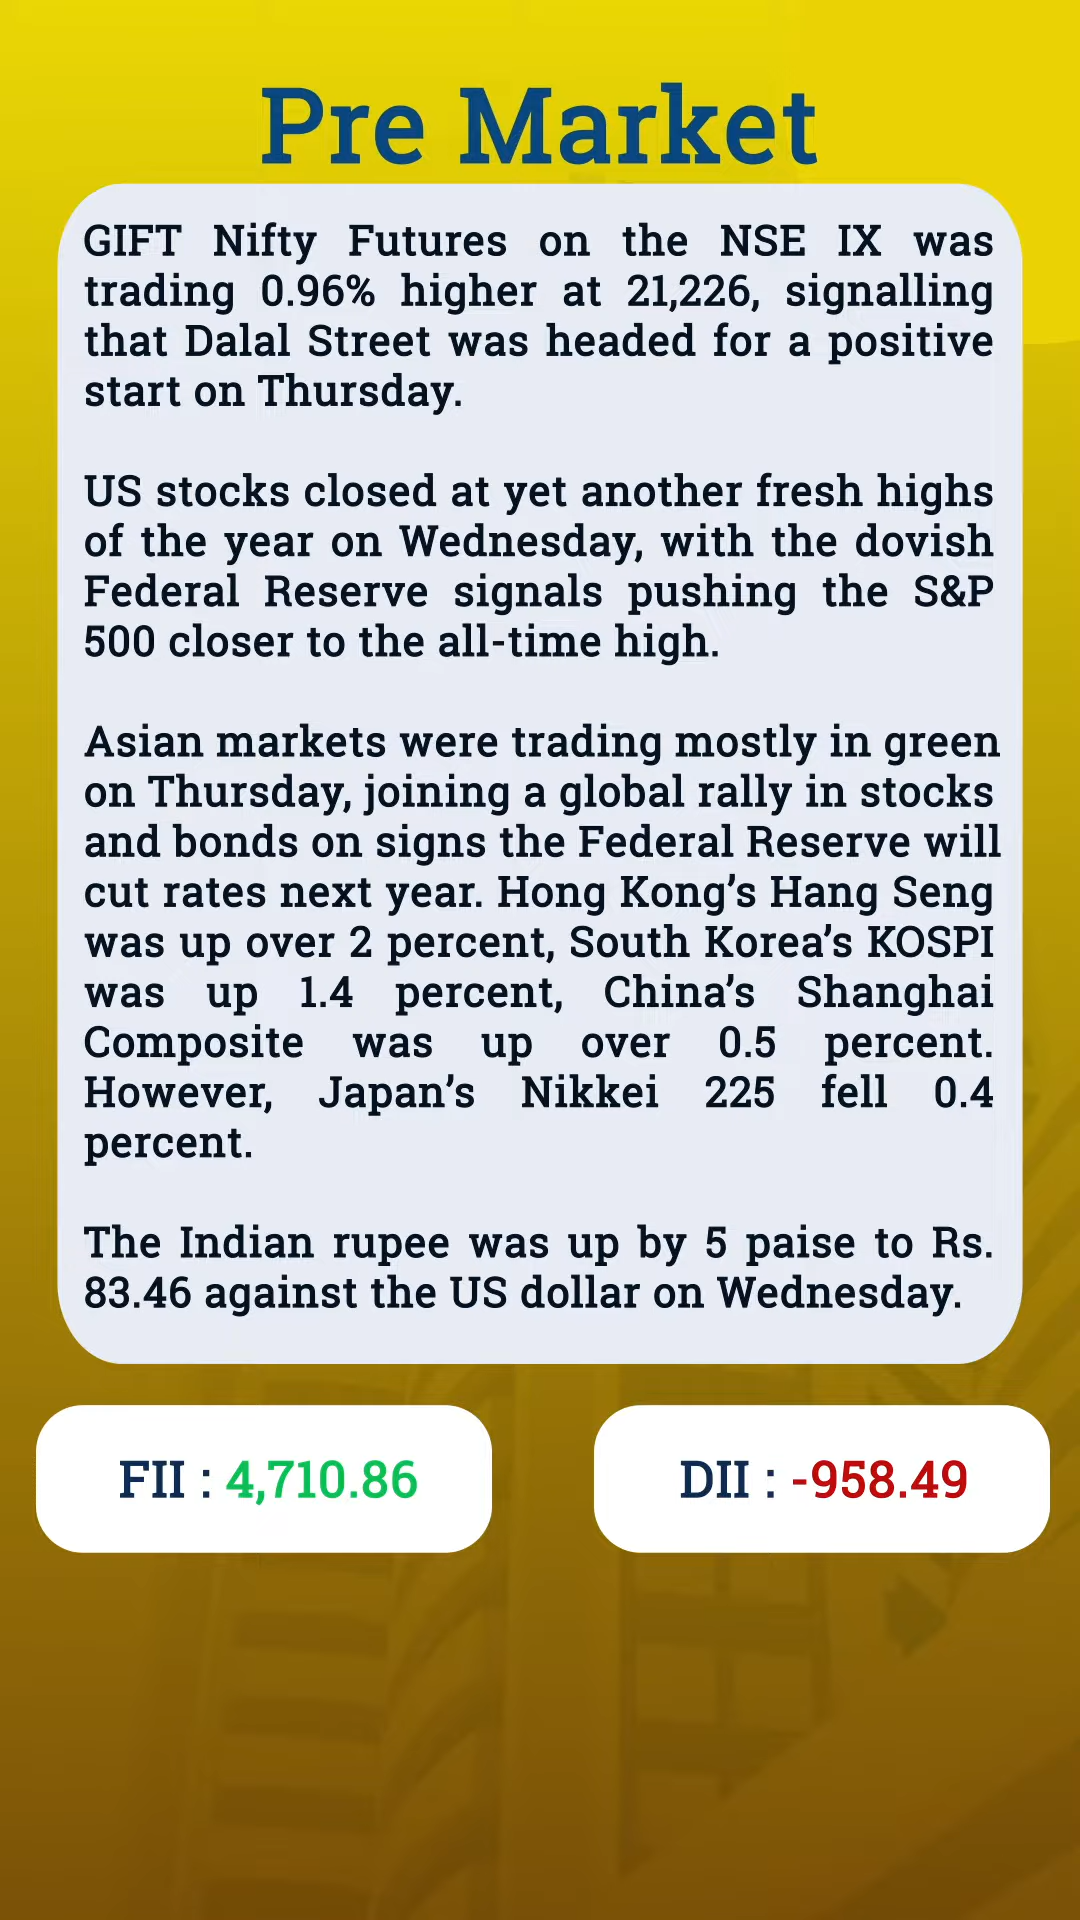 Pre Market
GIFT Nifty Futures on the NSE IX was
trading 0.96% higher at 21,226, signalling
that Dalal Street was headed for a positive
start on Thursday.
US stocks closed at yet another fresh highs
of the year on Wednesday, with the dovish
Federal Reserve signals pushing the S&P
500 closer to the all-time high.
Asian markets were trading mostly in green
on Thursday, joining a global rally in stocks
and bonds on signs the Federal Reserve will
cut rates next year. Hong Kong’s Hang Seng
was up over 2 percent, South Korea’s KOSPI
was up 1.4 percent, China’s Shanghai
Composite was up over 0.5 percent.
However, Japan’s Nikkei 225 fell 0.4
percent.
The Indian rupee was up by 5 paise to Rs.
83.46 against the US dollar on Wednesday.
FII : 4,710.86
DII : -958.49